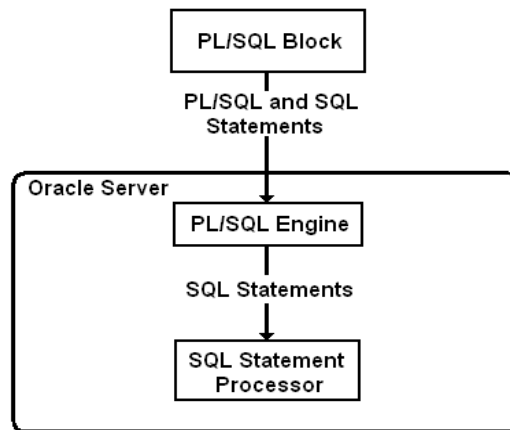 PL/SQL Block
PL/SQL and SQL
Statements
Oracle Server
PL/SQL Engine
SQL Statements
SQL Statement
Processor